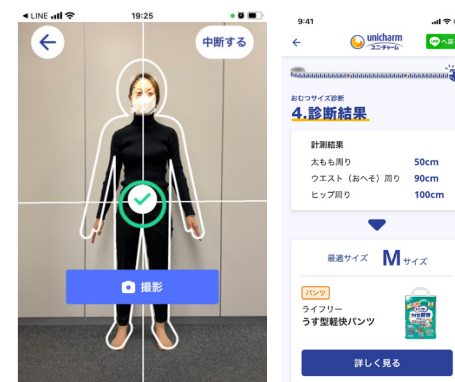 LINE
19:25
中断する
撮影
9:41
unicharm
ユニ・チャーム
LINE
おむつサイズ診断
4.診断結果
計測結果
太もも周り 50cm
ウエスト（おへそ）周り 90cm
ヒップ周り 100cm
最適サイズ Mサイズ
パンツ
ライフリー
うす型軽快パンツ
詳しく見る